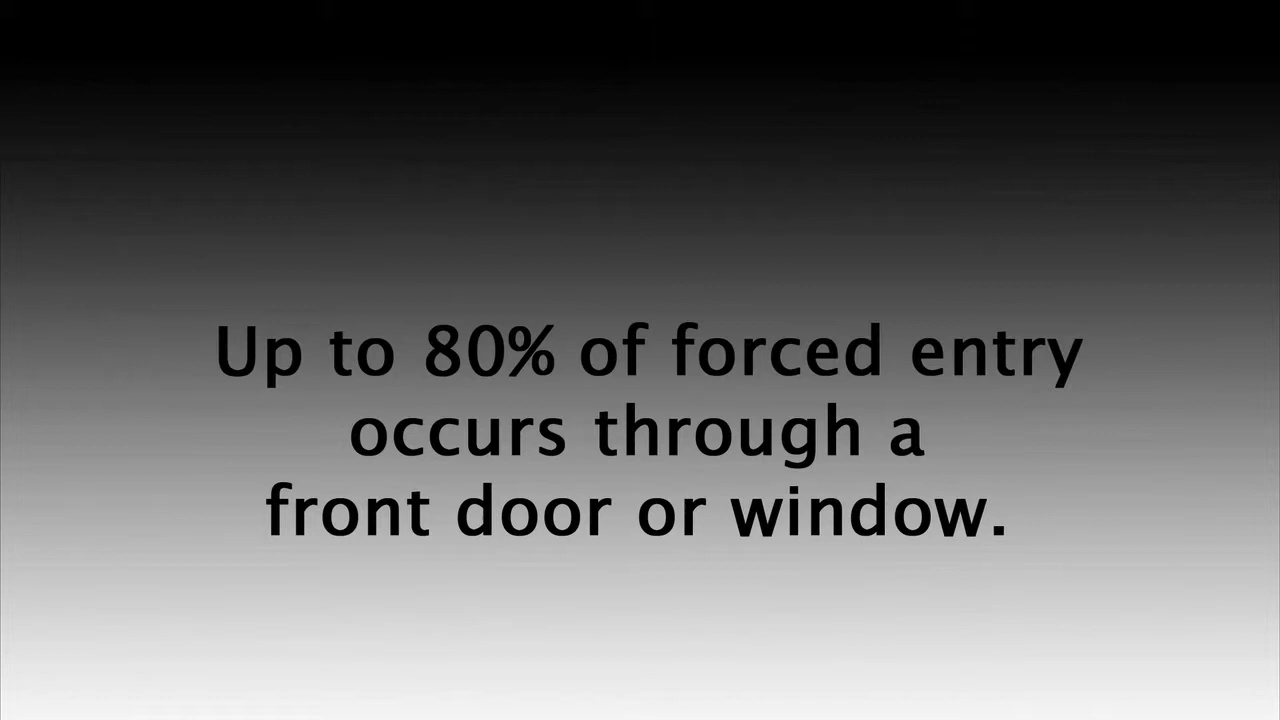 Up to 80% of forced entry
occurs through a
front door or window.